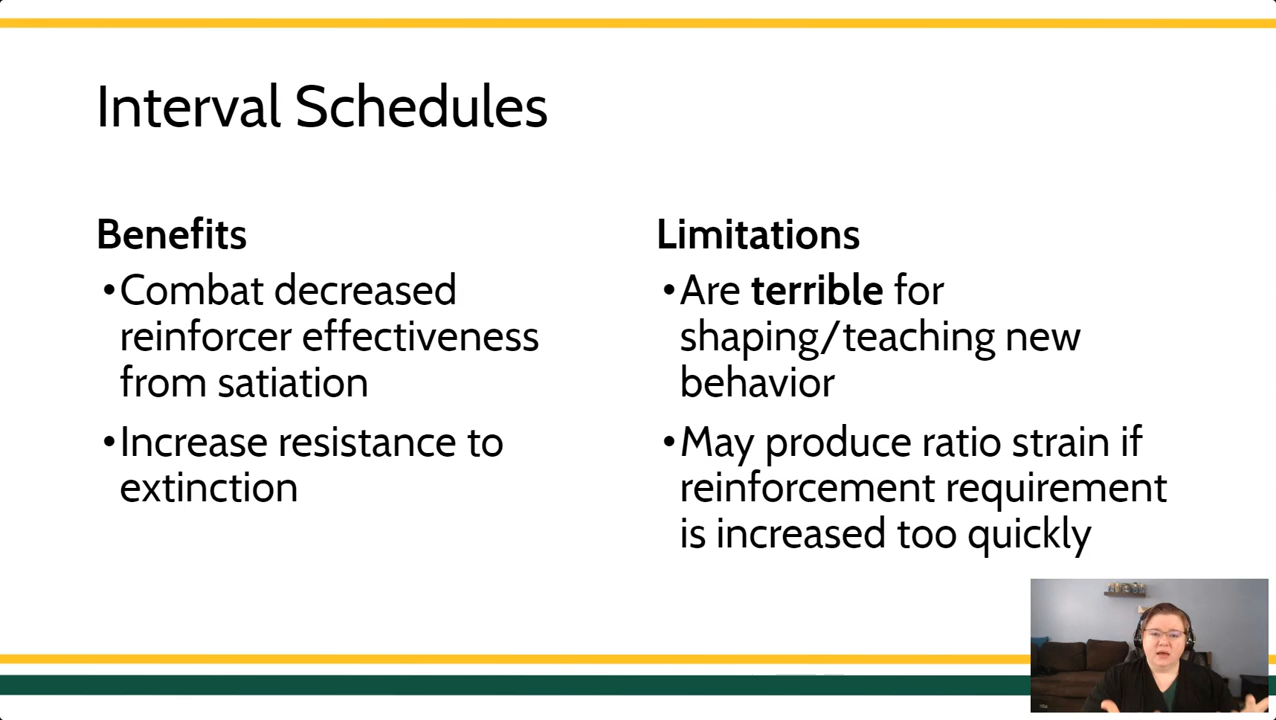 Interval Schedules
Benefits
•Combat decreased
reinforcer effectiveness
from satiation
•Increase resistance to
extinction
Limitations
•Are terrible for
shaping/teaching new
behavior
•May produce ratio strain if
reinforcement requirement
is increased too quickly